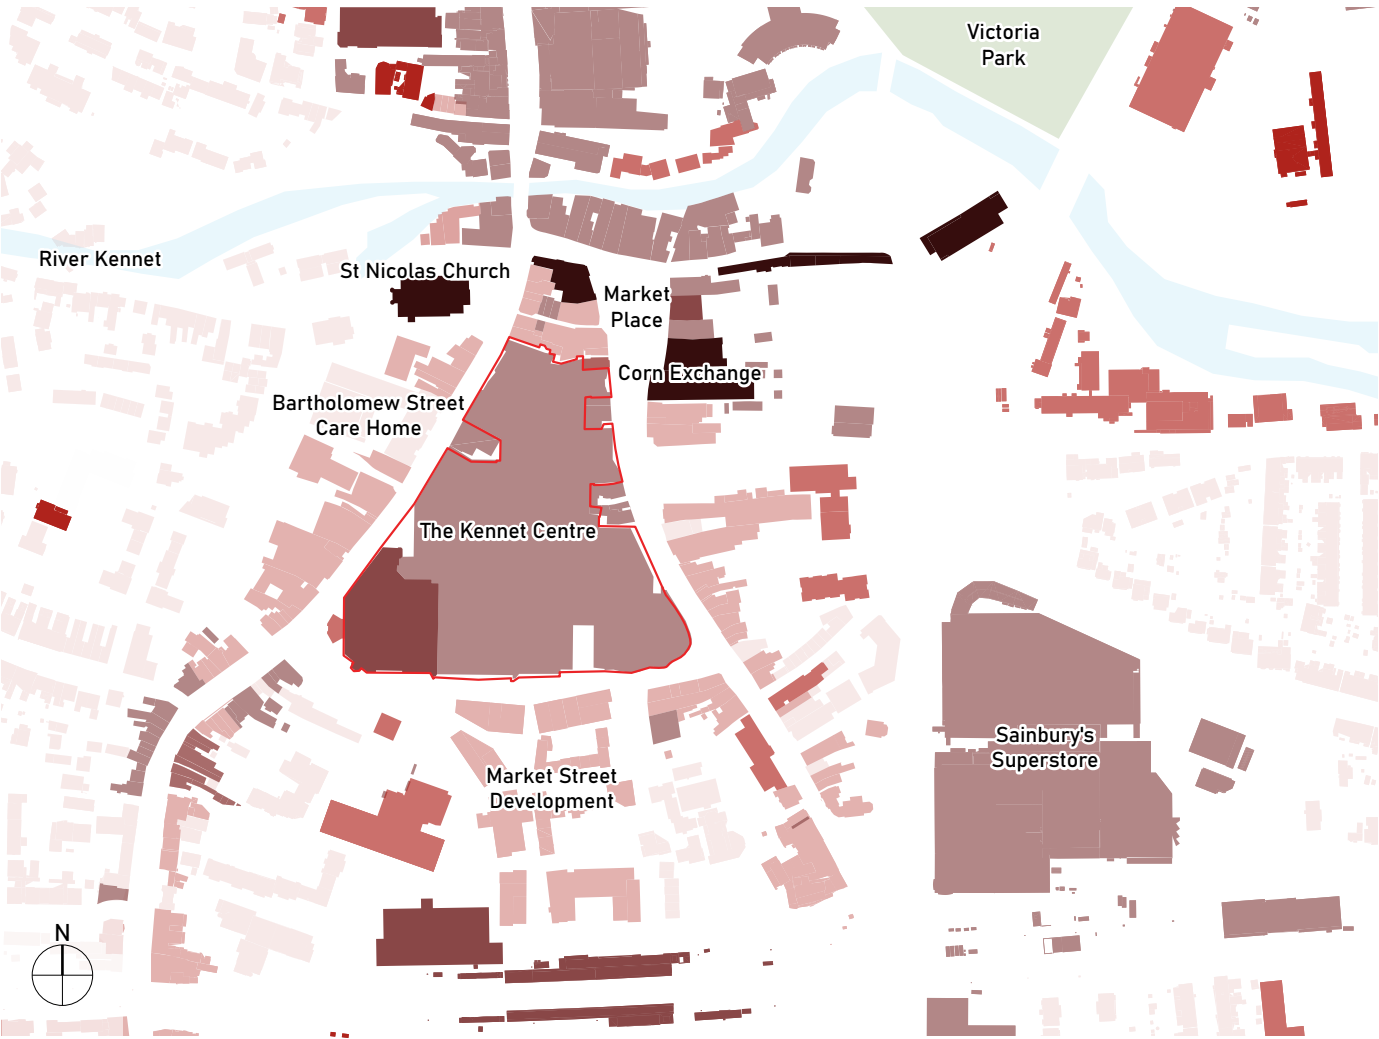 Victoria
Park
River Kennet
St Nicolas Church
Market
Place
Corn Exchange
Bartholomew Street
Care Home
The Kennet Centre
Sainbury's
Superstore
Market Street
Development
N